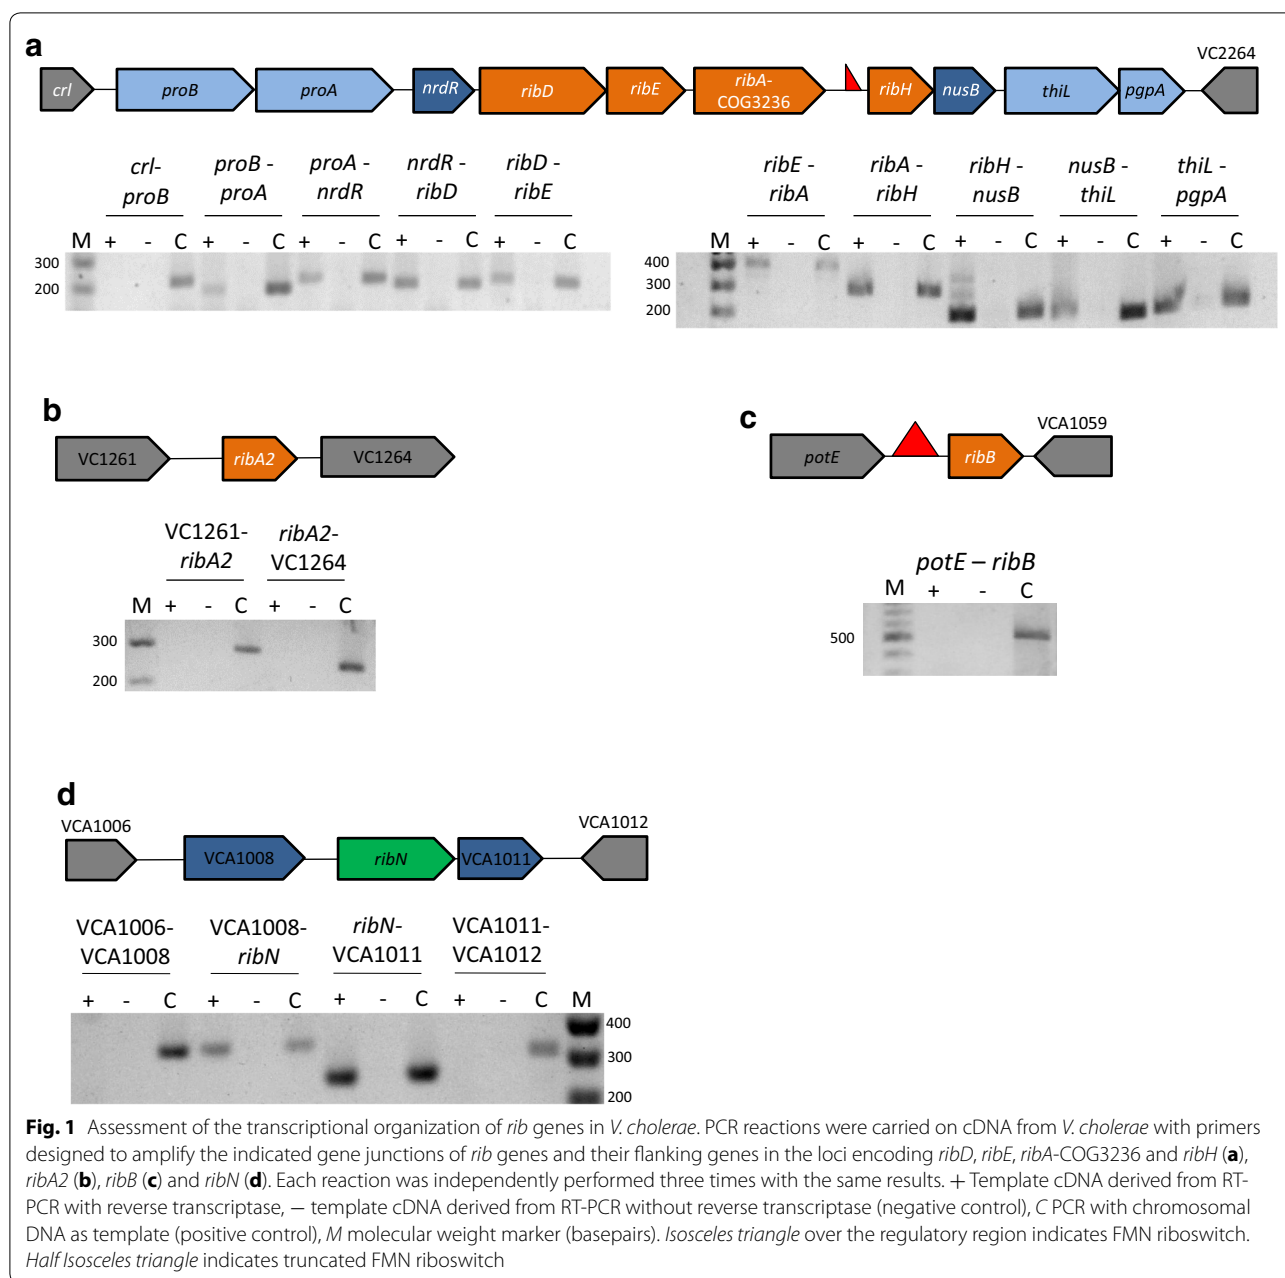 a
VC2264
crl proB proA nrdR ribD ribE ribA-
COG3236 ribH nusB thiL pgpA
crl-
proB
proB -
proA
proA -
nrdR
nrdR -
ribD
ribD -
ribE
M + - C + - C + - C + - C + - C
300
200
ribE -
ribA
ribA -
ribH
ribH -
nusB
nusB -
thiL
thiL -
pgpA
M + - C + - C + - C + - C + - C
400
300
200
b
VC1261 ribA2 VC1264
VC1261-
ribA2
ribA2-
VC1264
M + - C + - C
300
200
c
VCA1059
potE ribB
potE – ribB
M + - C
500
d
VCA1006 VCA1012
VCA1008 ribN VCA1011
VCA1006-
VCA1008
VCA1008-
ribN
ribN-
VCA1011
VCA1011-
VCA1012
+ - C + - C + - C + - C M
400
300
200
Fig. 1 Assessment of the transcriptional organization of rib genes in V. cholerae. PCR reactions were carried on cDNA from V. cholerae with primers
designed to amplify the indicated gene junctions of rib genes and their flanking genes in the loci encoding ribD, ribE, ribA-COG3236 and ribH (a),
ribA2 (b), ribB (c) and ribN (d). Each reaction was independently performed three times with the same results. + Template cDNA derived from RT-
PCR with reverse transcriptase, − template cDNA derived from RT-PCR without reverse transcriptase (negative control), C PCR with chromosomal
DNA as template (positive control), M molecular weight marker (basepairs). Isosceles triangle over the regulatory region indicates FMN riboswitch.
Half Isosceles triangle indicates truncated FMN riboswitch